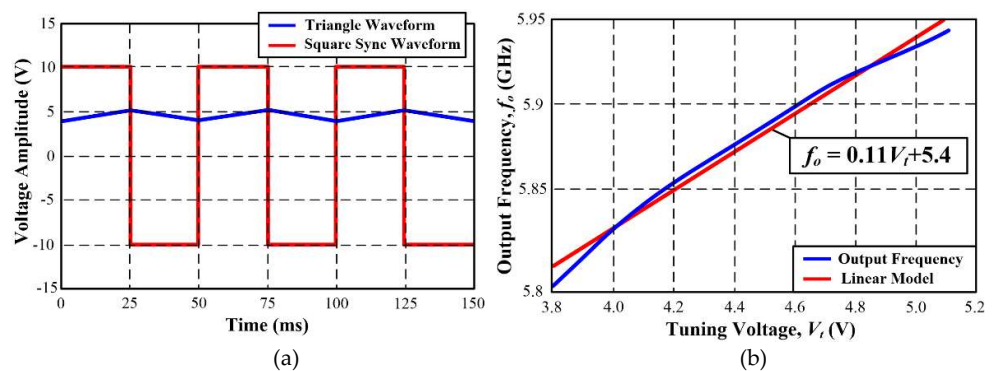 15
10
5
0
-5
-10
-15
Voltage Amplitude (V)
Triangle Waveform
Square Sync Waveform
0 25 50 75 100 125 150
Time (ms)
(a)
5.95
5.9
5.85
5.8
Output Frequency, fo (GHz)
fo = 0.11Vt+5.4
Output Frequency
Linear Model
3.8 4.0 4.2 4.4 4.6 4.8 5.0 5.2
Tuning Voltage, Vt (V)
(b)